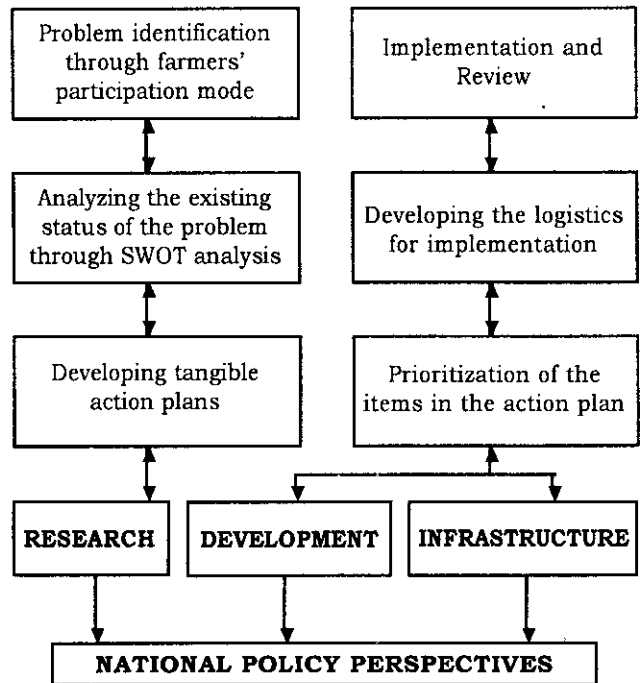 Problem identification
through farmers'
participation mode
Implementation and
Review
Analyzing the existing
status of the problem
through SWOT analysis
Developing the logistics
for implementation
Developing tangible
action plans
Prioritization of the
items in the action plan
RESEARCH
DEVELOPMENT
INFRASTRUCTURE
NATIONAL POLICY PERSPECTIVES